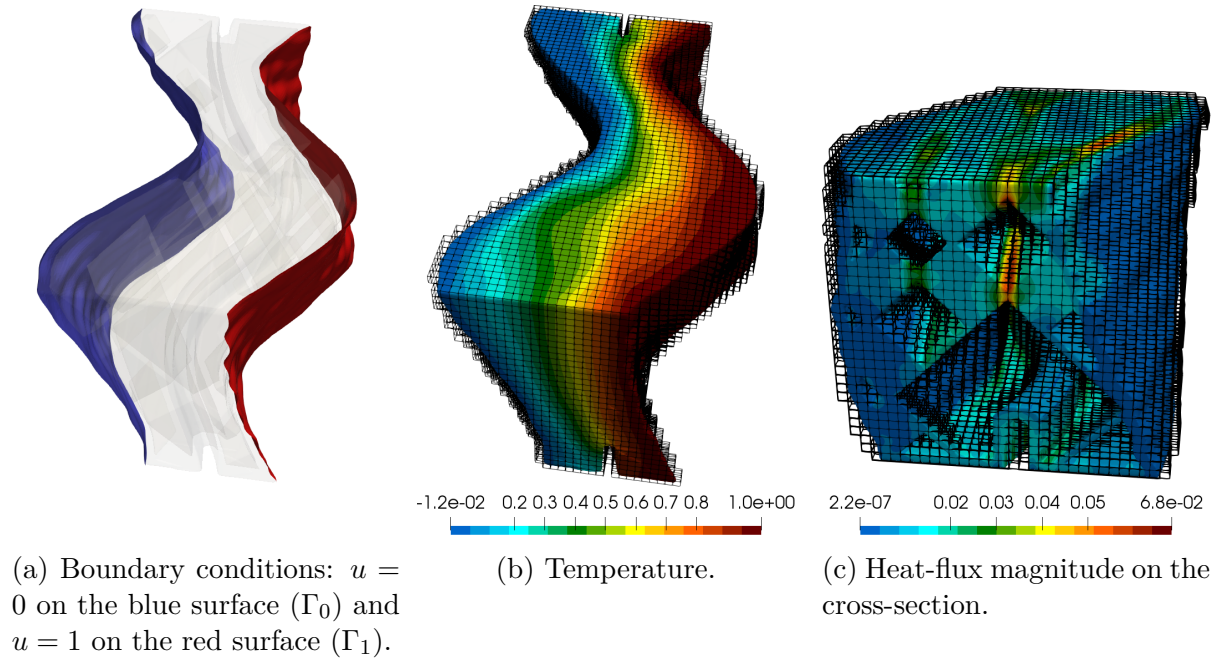 -1.2e-02 0.2 0.3 0.4 0.5 0.6 0.7 0.8 1.0e+00
2.2e-07 0.02 0.03 0.04 0.05 6.8e-02
(a) Boundary conditions: u =
0 on the blue surface (Γ0) and
u = 1 on the red surface (Γ1).
(b) Temperature.
(c) Heat-flux magnitude on the
cross-section.